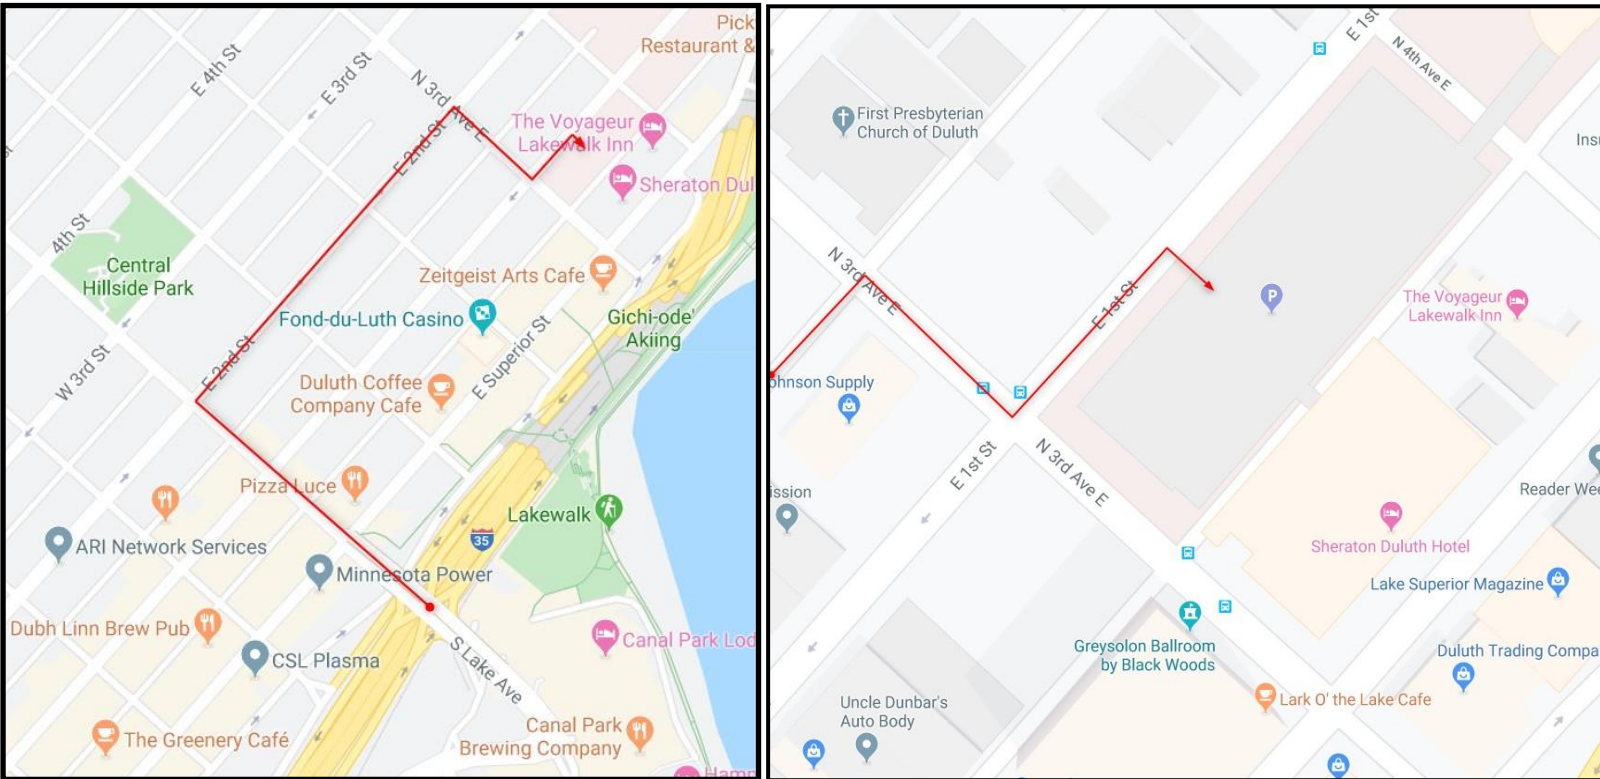 Pick
Restaurant &
E 4th St
E 3rd St
N 3rd Ave E
E 2nd St
The Voyageur
Lakewalk Inn
Sheraton Dul
4th St
Central
Hillside Park
Zeitgeist Arts Cafe
Fond-du-Luth Casino
Gichi-ode'
Akiing
E Superior St
W 3rd St
E 2nd St
Duluth Coffee
Company Cafe
Pizza Luce
Lakewalk
35
ARI Network Services
Minnesota Power
Dubh Linn Brew Pub
CSL Plasma
S Lake Ave
Canal Park Lod
The Greenery Café
Canal Park
Brewing Company
Hamp
E 1st
N 4th Ave E
First Presbyterian
Church of Duluth
Insu
N 3rd Ave E
E 1st St
P
The Voyageur
Lakewalk Inn
ohnson Supply
E 1st St
N 3rd Ave E
ission
Reader Wee
Sheraton Duluth Hotel
Lake Superior Magazine
Greysolon Ballroom
by Black Woods
Duluth Trading Compa
Uncle Dunbar's
Auto Body
Lark O' the Lake Cafe